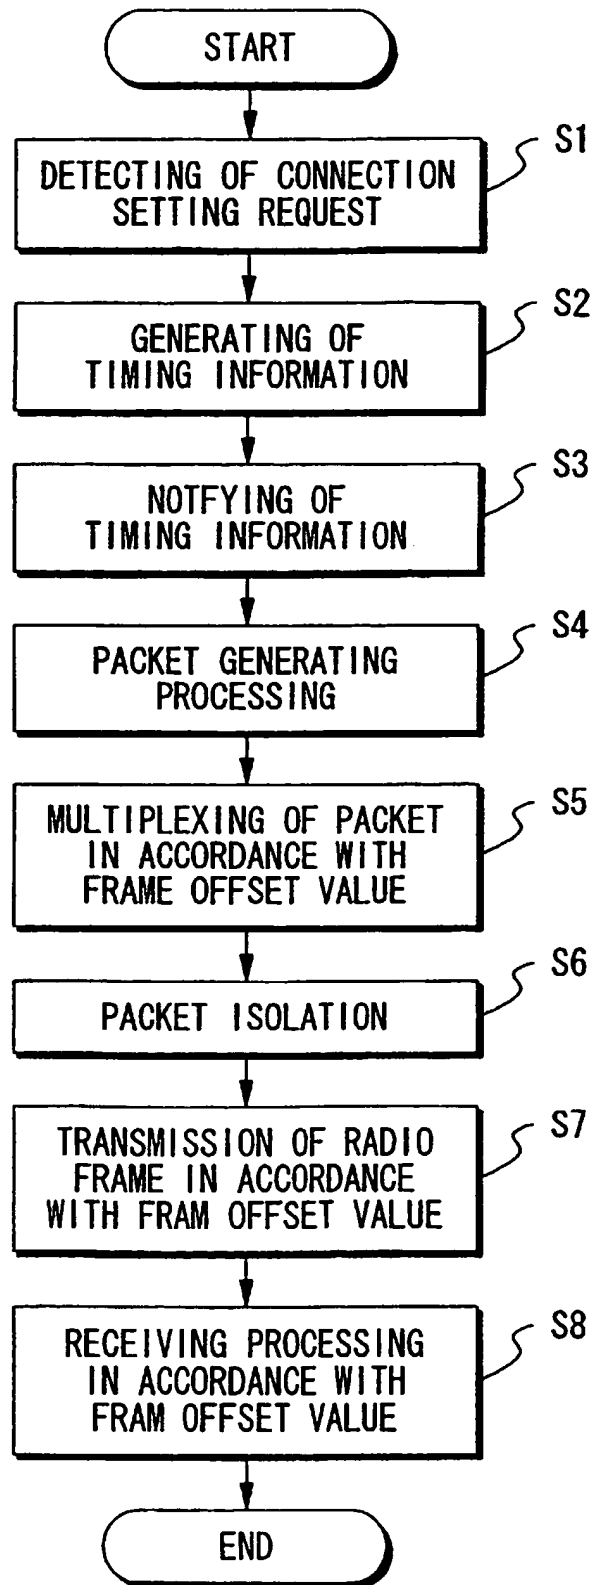 START
S1
DETECTING OF CONNECTION
SETTING REQUEST
S2
GENERATING OF
TIMING INFORMATION
S3
NOTFYING OF
TIMING INFORMATION
S4
PACKET GENERATING
PROCESSING
S5
MULTIPLEXING OF PACKET
IN ACCORDANCE WITH
FRAME OFFSET VALUE
S6
PACKET ISOLATION
S7
TRANSMISSION OF RADIO
FRAME IN ACCORDANCE
WITH FRAM OFFSET VALUE
S8
RECEIVING PROCESSING
IN ACCORDANCE WITH
FRAM OFFSET VALUE
END